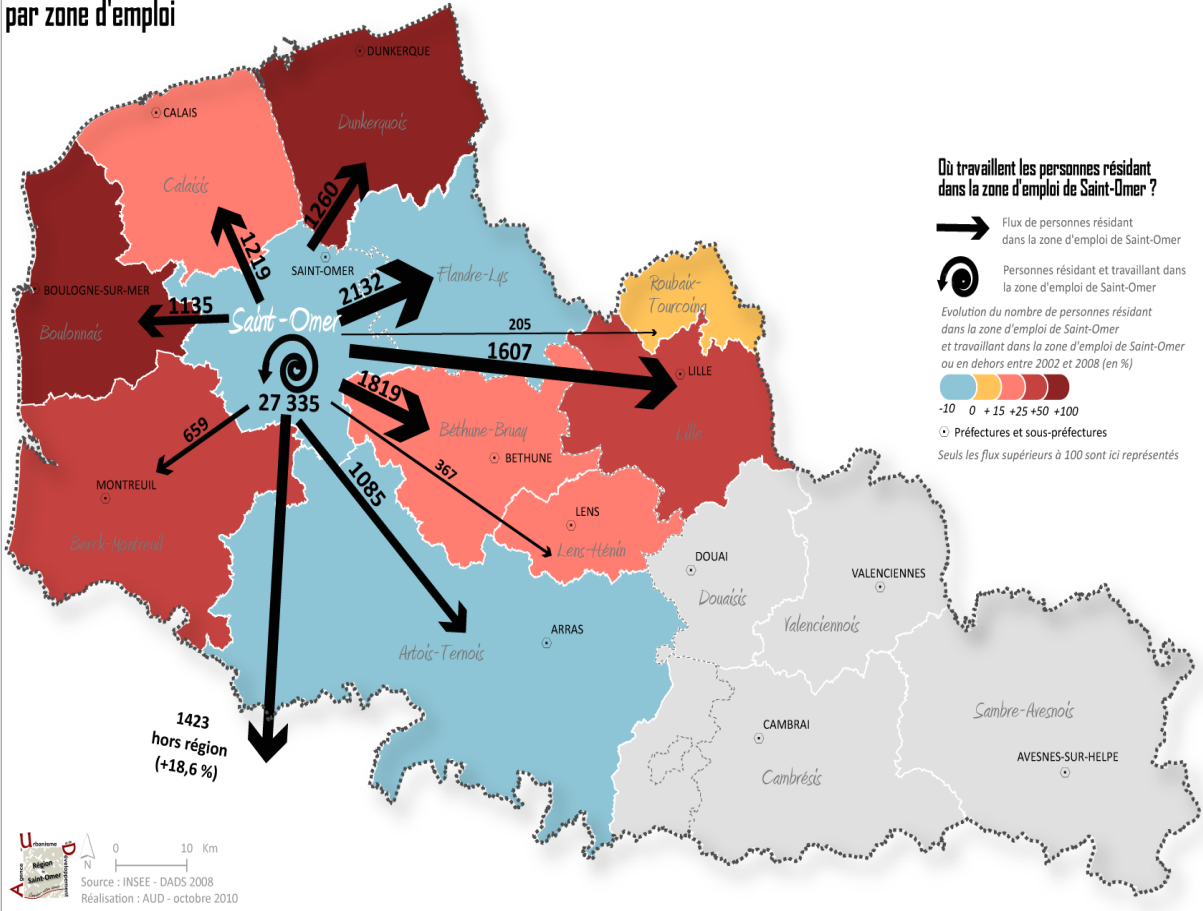 par zone d'emploi
DUNKERQUE
CALAIS
Dunkerquois
Calaisis
1260
1219
SAINT-OMER
Flandre-Lys
2132
BOULOGNE-SUR-MER
1135
Boulonnais
Saint-Omer
Roubaix-
Tourcoing
205
1607
LILLE
Lille
1819
27 335
659
Béthune-Bruay
BETHUNE
367
1085
MONTREUIL
Berck-Montreuil
LENS
Lens-Hénin
DOUAI
Douaisis
VALENCIENNES
Valenciennois
ARRAS
Artois-Ternois
1423
hors région
(+18,6 %)
CAMBRAI
Cambrésis
Sambre-Avesnois
AVESNES-SUR-HELPE
Où travaillent les personnes résidant
dans la zone d'emploi de Saint-Omer ?
Flux de personnes résidant
dans la zone d'emploi de Saint-Omer
Personnes résidant et travaillant dans
la zone d'emploi de Saint-Omer
Evolution du nombre de personnes résidant
dans la zone d'emploi de Saint-Omer
et travaillant dans la zone d'emploi de Saint-Omer
ou en dehors entre 2002 et 2008 (en %)
-10 0 + 15 +25 +50 +100
Préfectures et sous-préfectures
Seuls les flux supérieurs à 100 sont ici représentés
Agence
Urbanisme
Développement
Région
Saint-Omer
N
0 10 Km
Source : INSEE - DADS 2008
Réalisation : AUD - octobre 2010